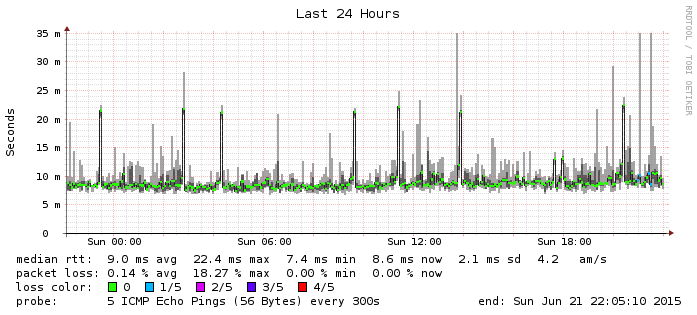 Last 24 Hours
RRDTOOL / TOBI OETIKER
Seconds
35 m
30 m
25 m
20 m
15 m
10 m
5 m
0
Sun 00:00 Sun 06:00 Sun 12:00 Sun 18:00
median rtt: 9.0 ms avg 22.4 ms max 7.4 ms min 8.6 ms now 2.1 ms sd 4.2 am/s
packet loss: 0.14 % avg 18.27 % max 0.00 % min 0.00 % now
loss color: 0 1/5 2/5 3/5 4/5
probe: 5 ICMP Echo Pings (56 Bytes) every 300s end: Sun Jun 21 22:05:10 2015